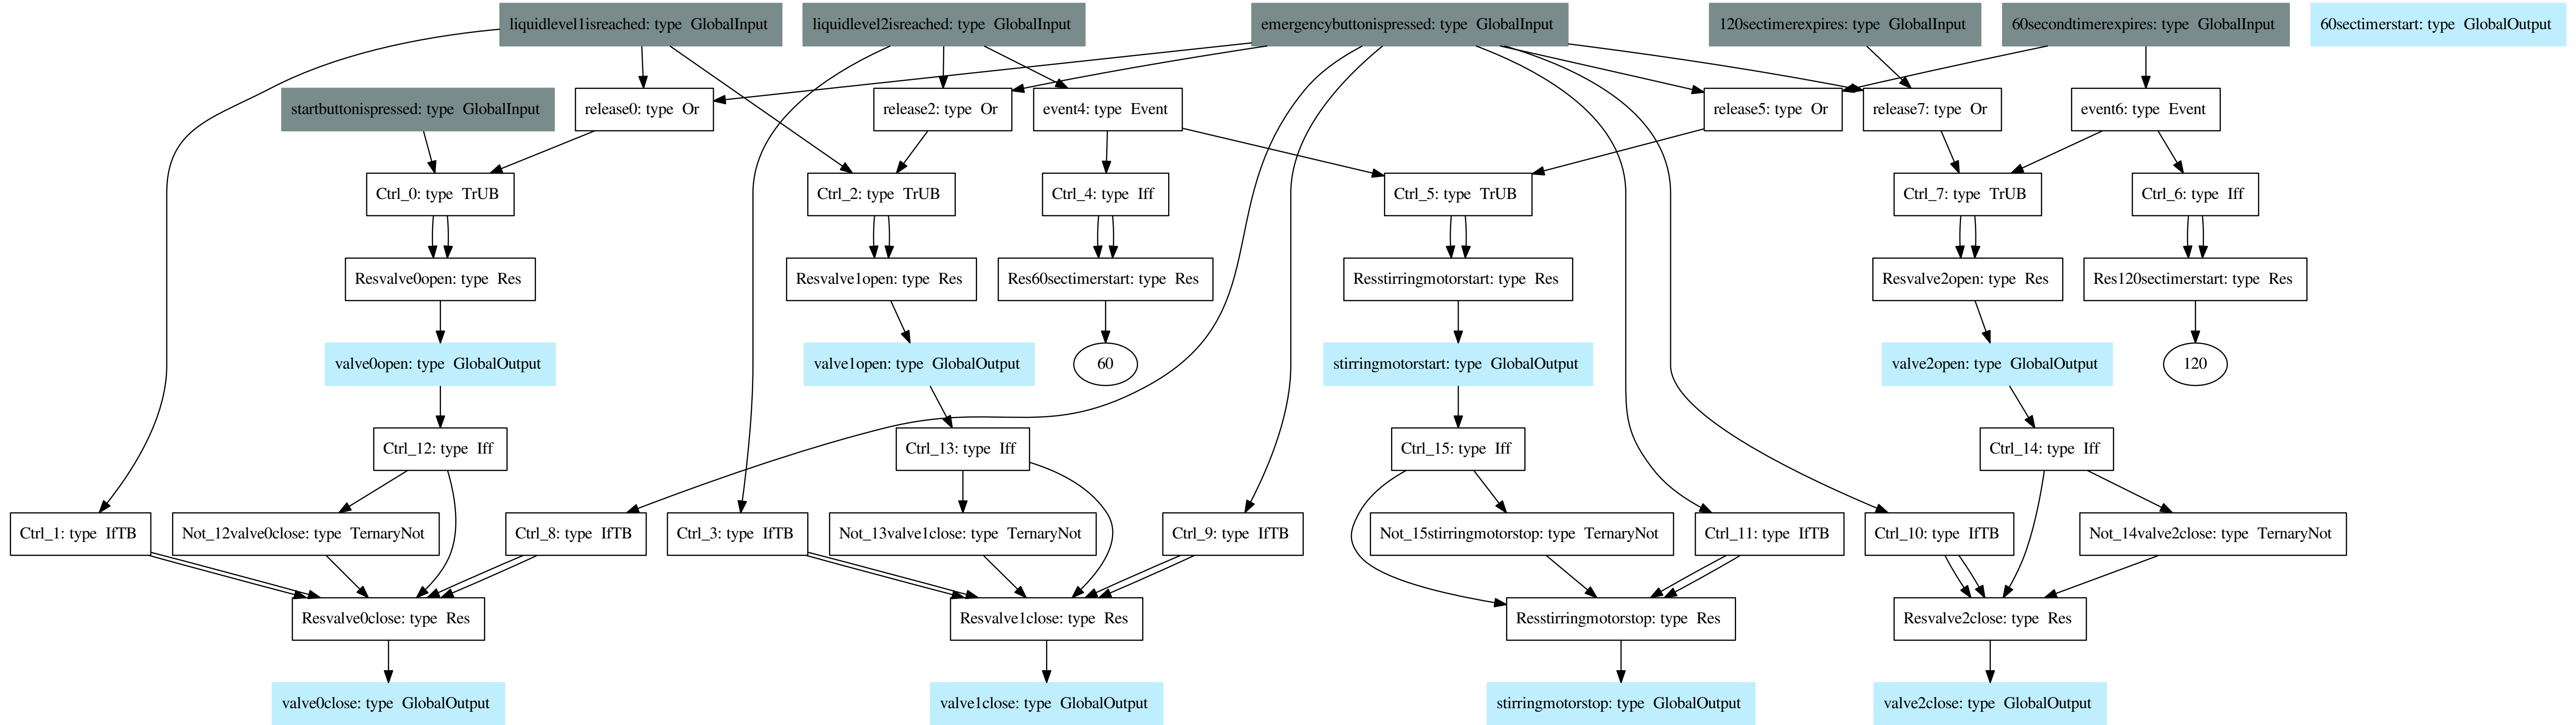 liquidlevel1isreached: type GlobalInput
liquidlevel2isreached: type GlobalInput
emergencybuttonispressed: type GlobalInput
120sectimerexpires: type GlobalInput
60secondtimerexpires: type GlobalInput
60sectimerstart: type GlobalOutput
startbuttonispressed: type GlobalInput
release0: type Or
release2: type Or
event4: type Event
release5: type Or
release7: type Or
event6: type Event
Ctrl_0: type TrUB
Ctrl_2: type TrUB
Ctrl_4: type Iff
Ctrl_5: type TrUB
Ctrl_7: type TrUB
Ctrl_6: type Iff
Resvalve0open: type Res
Resvalve1open: type Res
Res60sectimerstart: type Res
Resstirringmotorstart: type Res
Resvalve2open: type Res
Res120sectimerstart: type Res
valve0open: type GlobalOutput
valve1open: type GlobalOutput
60
stirringmotorstart: type GlobalOutput
valve2open: type GlobalOutput
120
Ctrl_12: type Iff
Ctrl_13: type Iff
Ctrl_15: type Iff
Ctrl_14: type Iff
Ctrl_1: type IfTB
Not_12valve0close: type TernaryNot
Ctrl_8: type IfTB
Ctrl_3: type IfTB
Not_13valve1close: type TernaryNot
Ctrl_9: type IfTB
Not_15stirringmotorstop: type TernaryNot
Ctrl_11: type IfTB
Ctrl_10: type IfTB
Not_14valve2close: type TernaryNot
Resvalve0close: type Res
Resvalve1close: type Res
Resstirringmotorstop: type Res
Resvalve2close: type Res
valve0close: type GlobalOutput
valve1close: type GlobalOutput
stirringmotorstop: type GlobalOutput
valve2close: type GlobalOutput